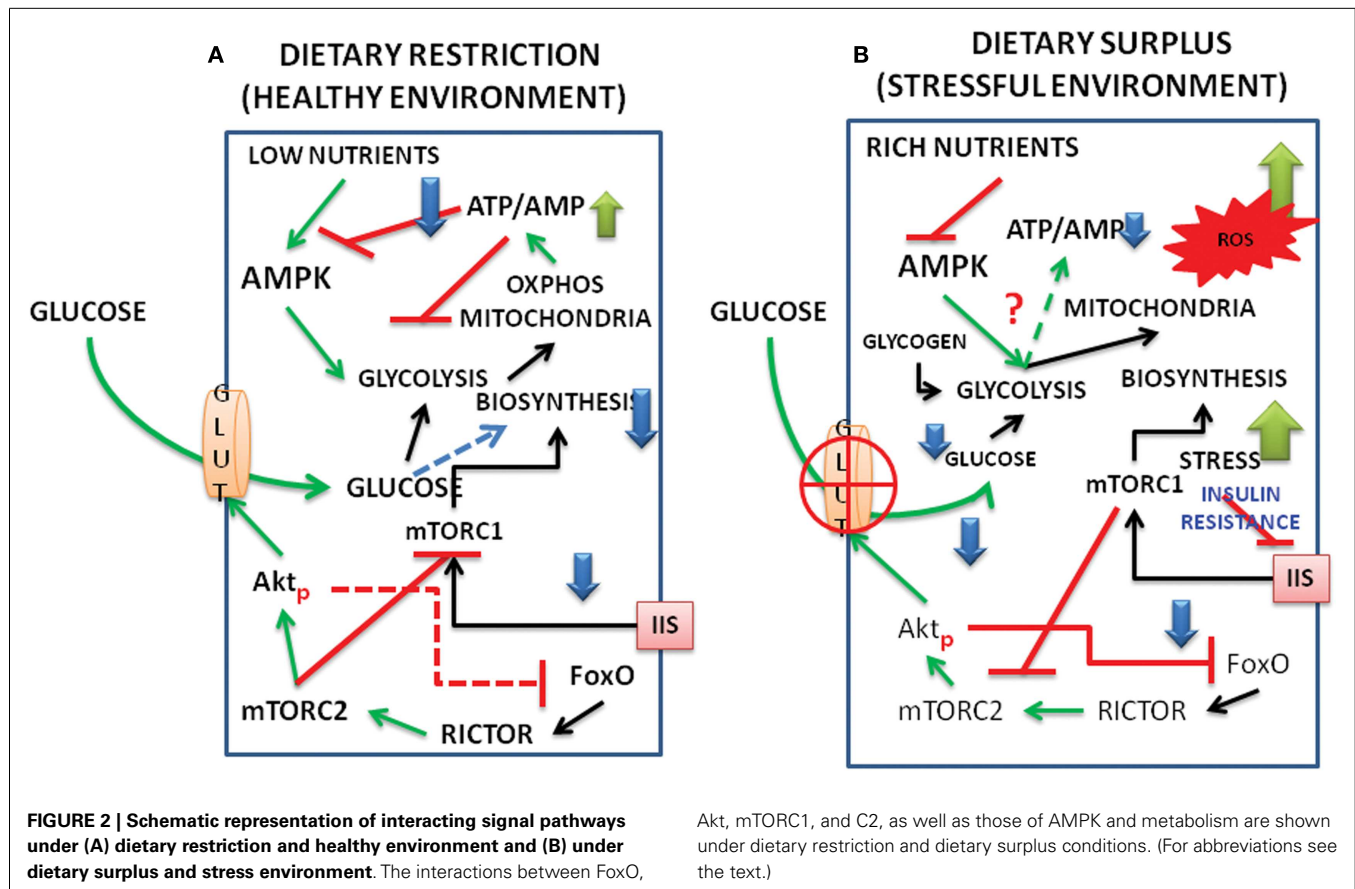 A
DIETARY RESTRICTION
(HEALTHY ENVIRONMENT)
LOW NUTRIENTS
ATP/AMP
AMPK
OXPHOS
MITOCHONDRIA
GLUCOSE
GLYCOLYSIS
BIOSYNTHESIS
G
L
U
T
GLUCOSE
mTORC1
Aktp
IIS
FoxO
mTORC2
RICTOR
B
DIETARY SURPLUS
(STRESSFUL ENVIRONMENT)
RICH NUTRIENTS
ATP/AMP
ROS
AMPK
?
MITOCHONDRIA
GLUCOSE
GLYCOGEN
GLYCOLYSIS
BIOSYNTHESIS
G
L
U
T
GLUCOSE
STRESS
mTORC1
INSULIN
RESISTANCE
IIS
Aktp
FoxO
mTORC2
RICTOR
FIGURE 2 | Schematic representation of interacting signal pathways
under (A) dietary restriction and healthy environment and (B) under
dietary surplus and stress environment. The interactions between FoxO,
Akt, mTORC1, and C2, as well as those of AMPK and metabolism are shown
under dietary restriction and dietary surplus conditions. (For abbreviations see
the text.)